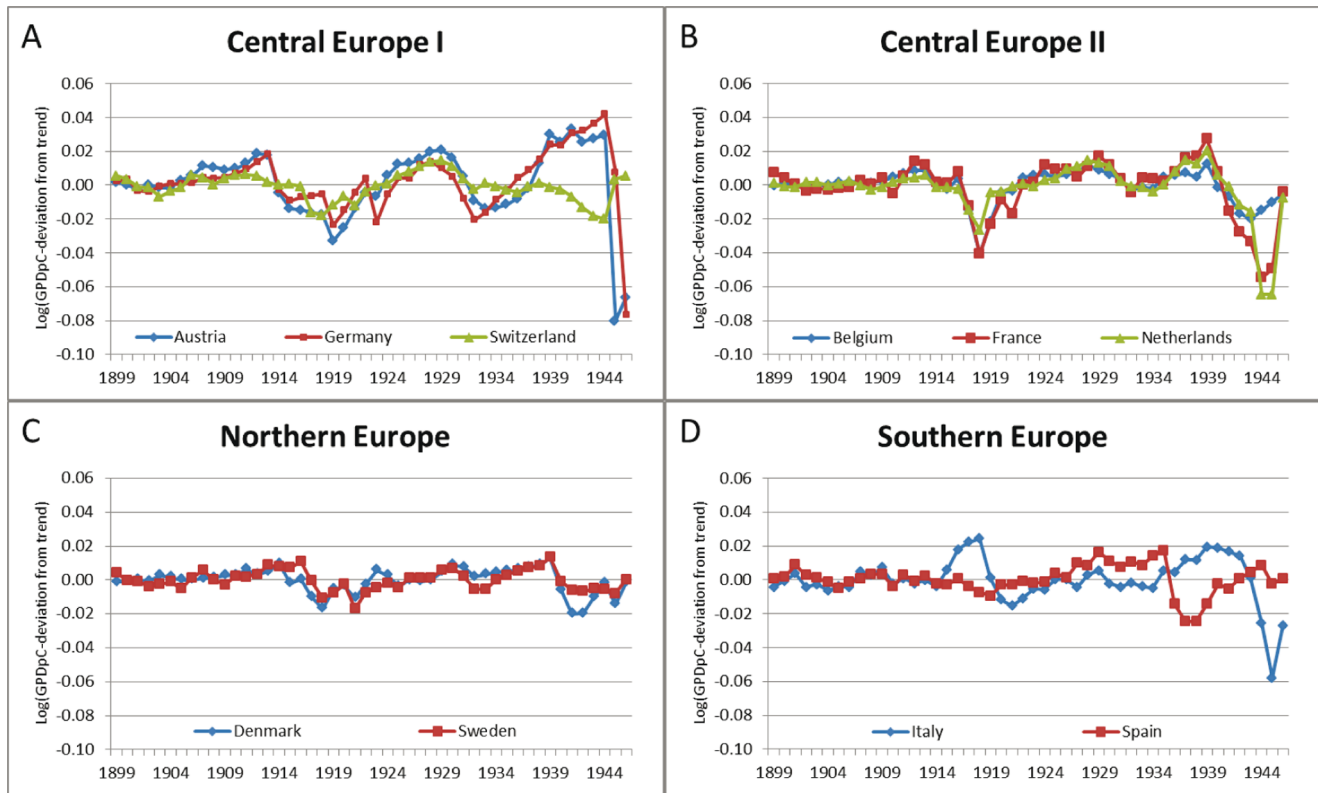 A
Central Europe I
Log(GPDpC-deviation from trend)
0.06
0.04
0.02
0.00
-0.02
-0.04
-0.06
-0.08
-0.10
Austria Germany Switzerland
1899 1904 1909 1914 1919 1924 1929 1934 1939 1944
B
Central Europe II
Log(GPDpC-deviation from trend)
0.06
0.04
0.02
0.00
-0.02
-0.04
-0.06
-0.08
-0.10
Belgium France Netherlands
1899 1904 1909 1914 1919 1924 1929 1934 1939 1944
C
Northern Europe
Log(GPDpC-deviation from trend)
0.06
0.04
0.02
0.00
-0.02
-0.04
-0.06
-0.08
-0.10
Denmark Sweden
1899 1904 1909 1914 1919 1924 1929 1934 1939 1944
D
Southern Europe
Log(GPDpC-deviation from trend)
0.06
0.04
0.02
0.00
-0.02
-0.04
-0.06
-0.08
-0.10
Italy Spain
1899 1904 1909 1914 1919 1924 1929 1934 1939 1944